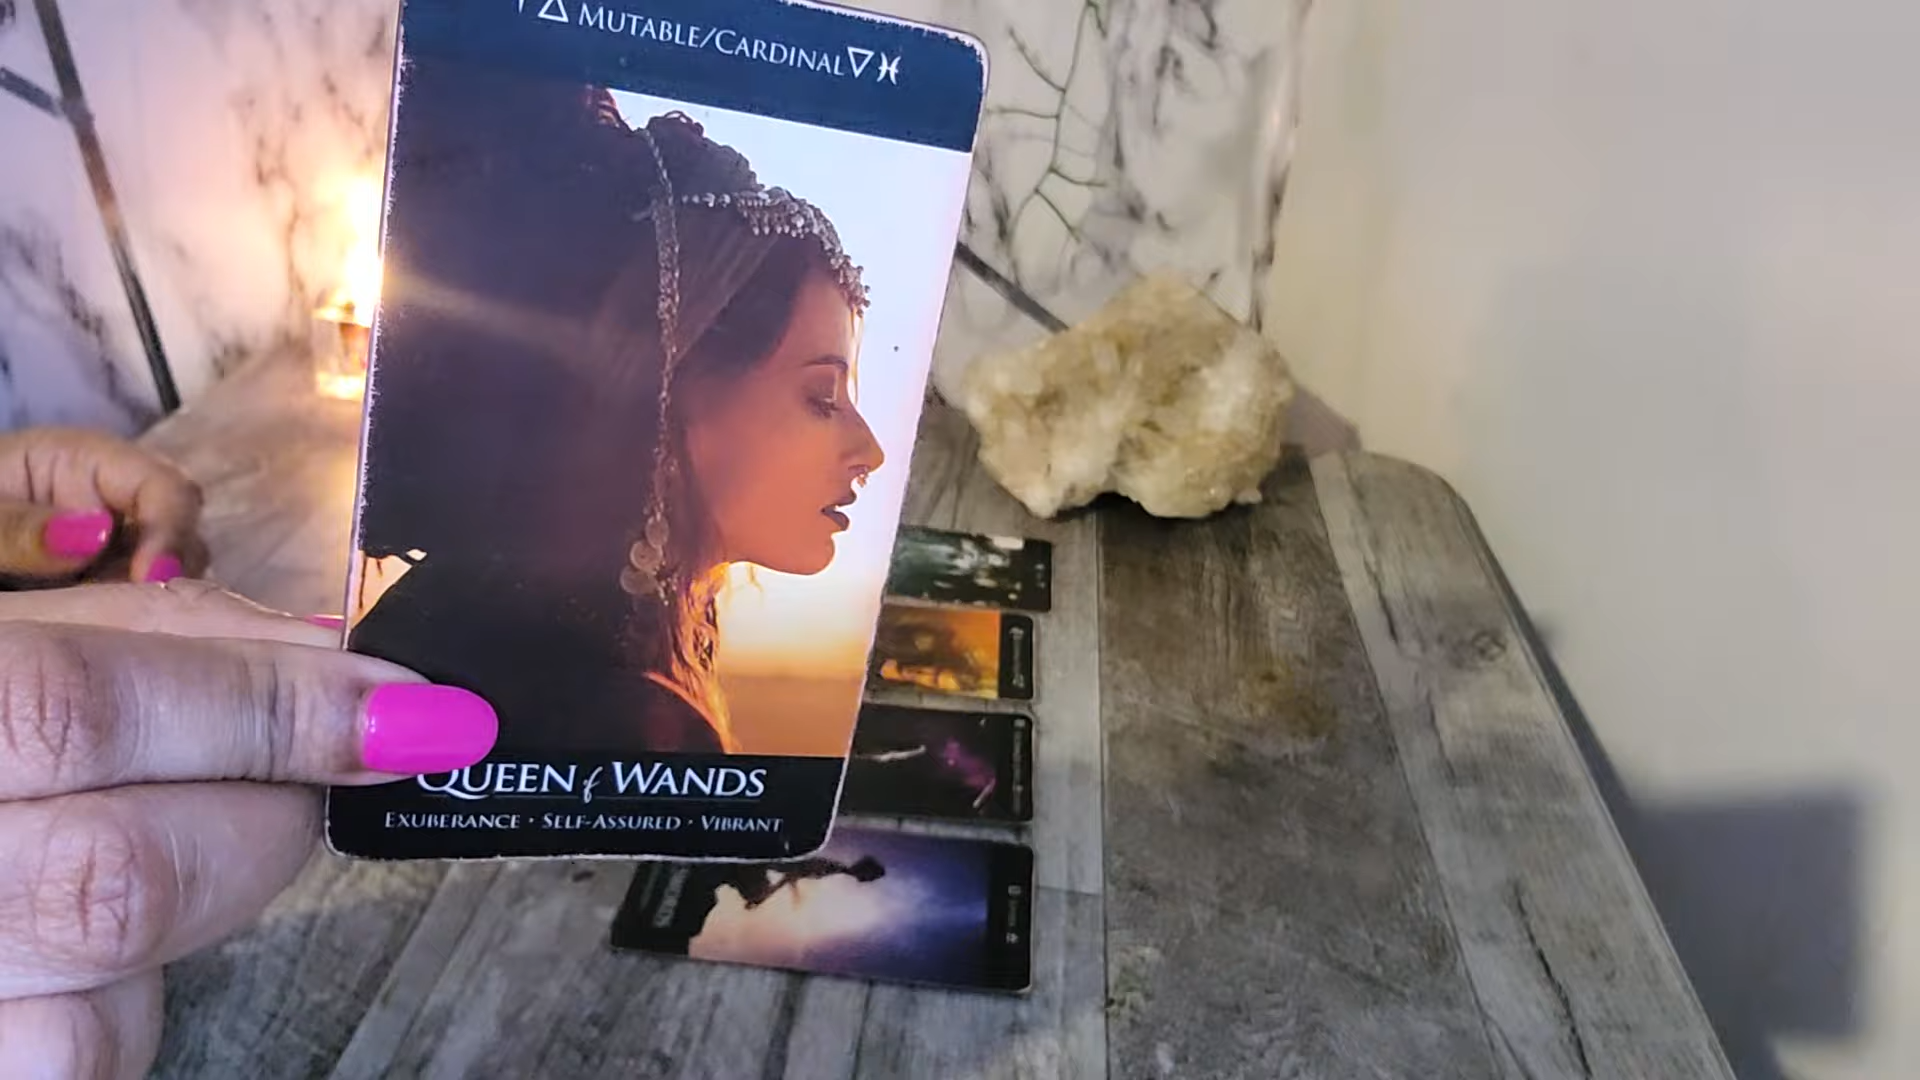 △ MUTABLE/CARDINAL ▽♓
QUEEN of WANDS
EXUBERANCE • SELF-ASSURED • VIBRANT